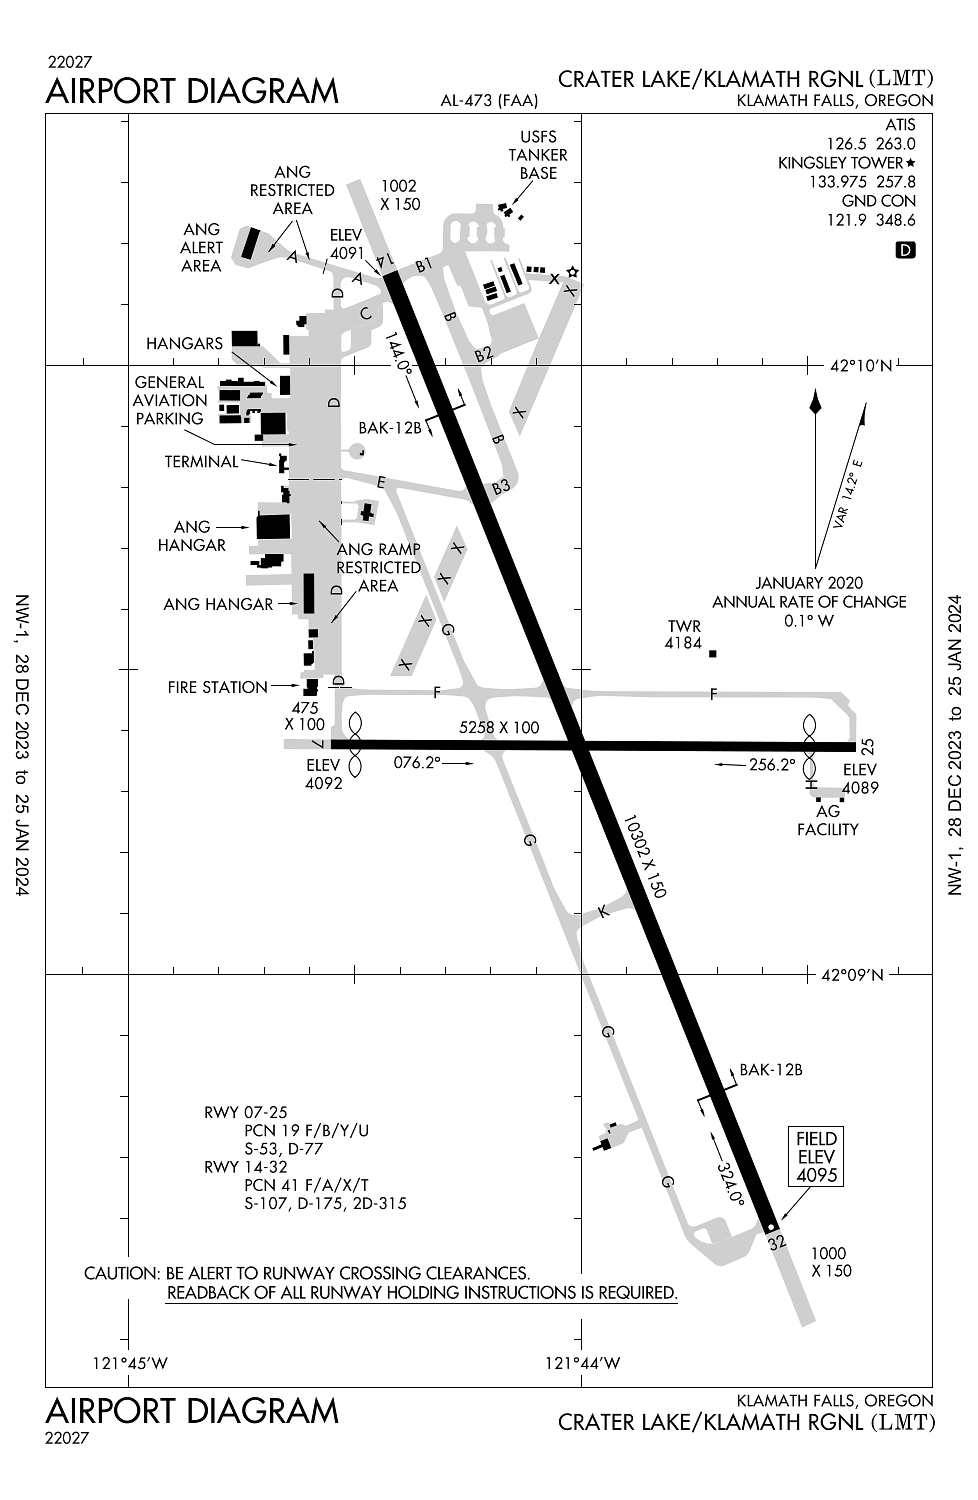 22027
AIRPORT DIAGRAM
AL-473 (FAA)
CRATER LAKE/KLAMATH RGNL (LMT)
KLAMATH FALLS, OREGON
ATIS
126.5 263.0
KINGSLEY TOWER★
133.975 257.8
GND CON
121.9 348.6
D
USFS
TANKER
BASE
ANG
RESTRICTED
AREA
1002
X 150
ANG
ALERT
AREA
ELEV
4091
14
A
A
B1
D
C
B
X
X
B2
144.0°
HANGARS
42°10'N
GENERAL
AVIATION
PARKING
D
X
BAK-12B
B
TERMINAL
E
B3
VAR 14.2° E
ANG
HANGAR
ANG RAMP
RESTRICTED
AREA
X
X
X
X
D
G
JANUARY 2020
ANNUAL RATE OF CHANGE
0.1° W
ANG HANGAR
TWR
4184
FIRE STATION
D
F
F
475
X 100
5258 X 100
7
25
ELEV
4092
076.2°
256.2°
ELEV
4089
H
AG
FACILITY
G
10302 X 150
K
42°09'N
G
BAK-12B
RWY 07-25
PCN 19 F/B/Y/U
S-53, D-77
RWY 14-32
PCN 41 F/A/X/T
S-107, D-175, 2D-315
FIELD
ELEV
4095
G
324.0°
32
1000
X 150
CAUTION: BE ALERT TO RUNWAY CROSSING CLEARANCES.
READBACK OF ALL RUNWAY HOLDING INSTRUCTIONS IS REQUIRED.
121°45'W
121°44'W
NW-1, 28 DEC 2023 to 25 JAN 2024
NW-1, 28 DEC 2023 to 25 JAN 2024
AIRPORT DIAGRAM
22027
KLAMATH FALLS, OREGON
CRATER LAKE/KLAMATH RGNL (LMT)